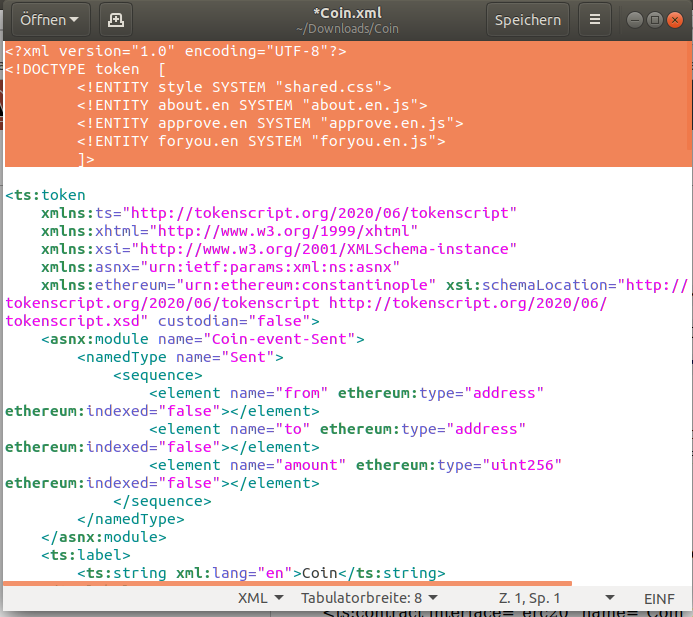 Öffnen
*Coin.xml
~/Downloads/Coin
Speichern
<?xml version="1.0" encoding="UTF-8"?>
<!DOCTYPE token  [
        <!ENTITY style SYSTEM "shared.css">
        <!ENTITY about.en SYSTEM "about.en.js">
        <!ENTITY approve.en SYSTEM "approve.en.js">
        <!ENTITY foryou.en SYSTEM "foryou.en.js">
        ]>
<ts:token
    xmlns:ts="http://tokenscript.org/2020/06/tokenscript"
    xmlns:xhtml="http://www.w3.org/1999/xhtml"
    xmlns:xsi="http://www.w3.org/2001/XMLSchema-instance"
    xmlns:asnx="urn:ietf:params:xml:ns:asnx"
    xmlns:ethereum="urn:ethereum:constantinople" xsi:schemaLocation="http://
tokenscript.org/2020/06/tokenscript http://tokenscript.org/2020/06/
tokenscript.xsd" custodian="false">
    <asnx:module name="Coin-event-Sent">
        <namedType name="Sent">
            <sequence>
                <element name="from" ethereum:type="address"
ethereum:indexed="false"></element>
                <element name="to" ethereum:type="address"
ethereum:indexed="false"></element>
                <element name="amount" ethereum:type="uint256"
ethereum:indexed="false"></element>
            </sequence>
        </namedType>
    </asnx:module>
    <ts:label>
        <ts:string xml:lang="en">Coin</ts:string>
XML
Tabulatorbreite: 8
Z. 1, Sp. 1
EINF